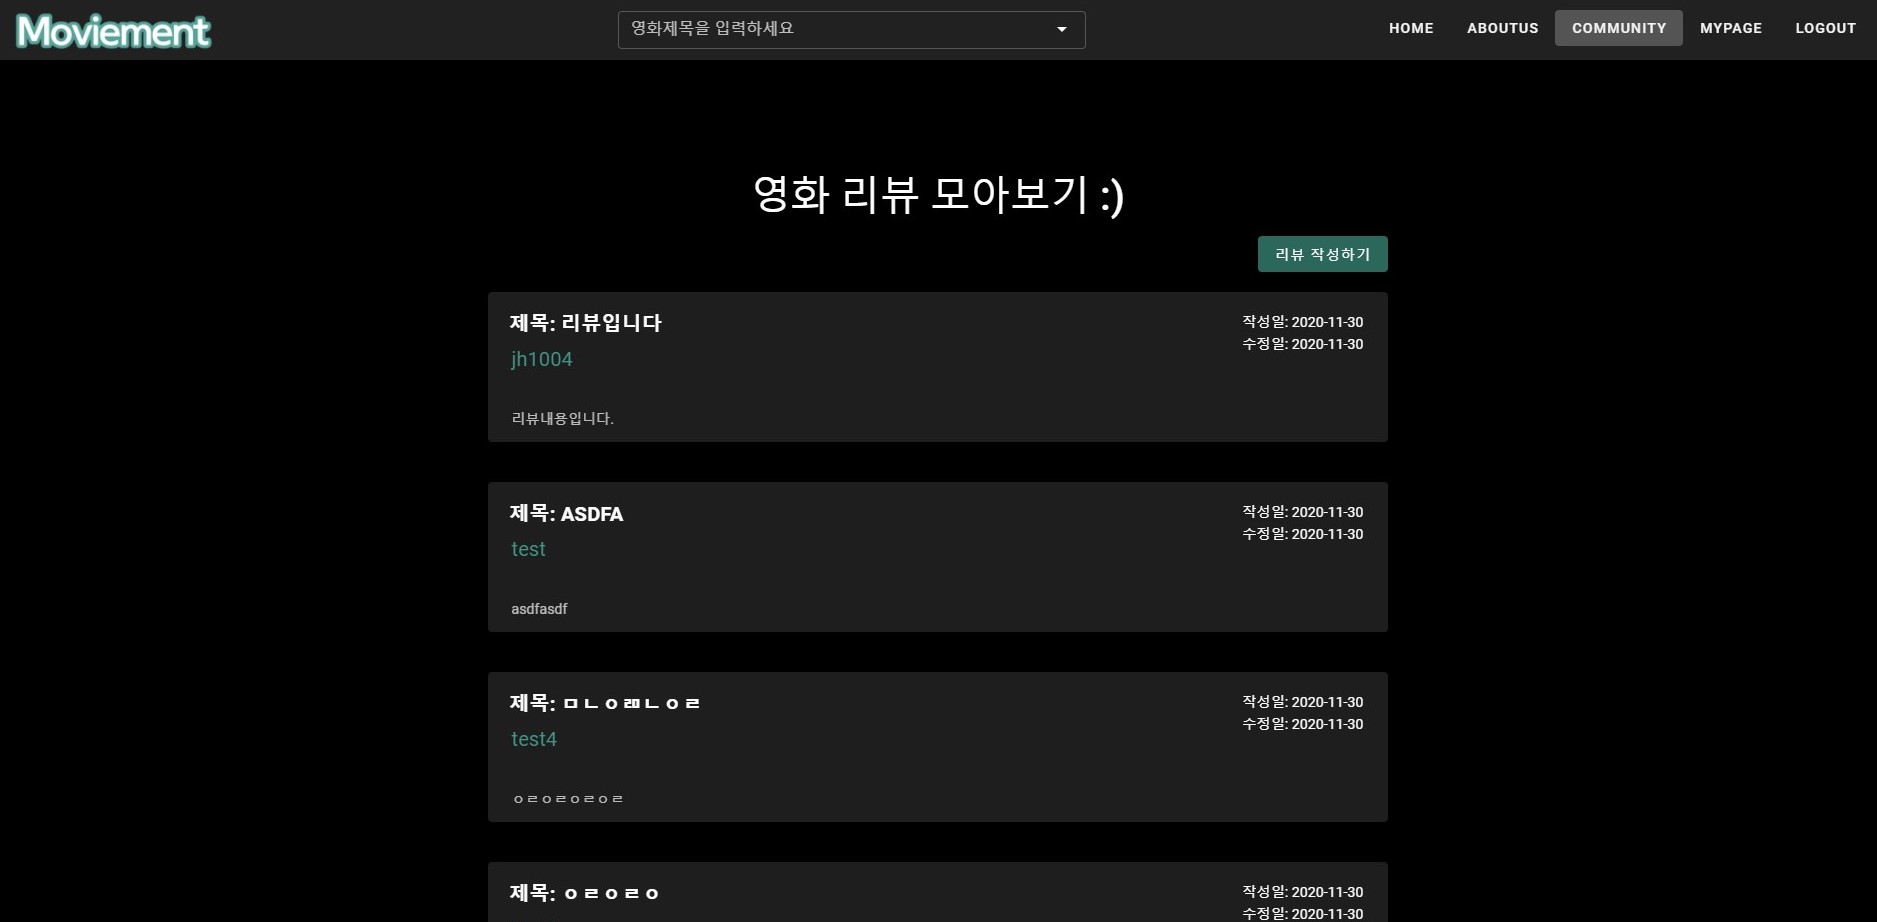 Moviement
영화제목을 입력하세요
HOME ABOUTUS COMMUNITY MYPAGE LOGOUT
영화 리뷰 모아보기 :)
리뷰 작성하기
제목: 리뷰입니다
작성일: 2020-11-30
수정일: 2020-11-30
jh1004
리뷰내용입니다.
제목: ASDFA
작성일: 2020-11-30
수정일: 2020-11-30
test
asdfasdf
제목: ㅁㄴㅇㄻㄴㅇㄹ
작성일: 2020-11-30
수정일: 2020-11-30
test4
ㅇㄹㅇㄹㅇㄹㅇㄹ
제목: ㅇㄹㅇㄹㅇ
작성일: 2020-11-30
수정일: 2020-11-30